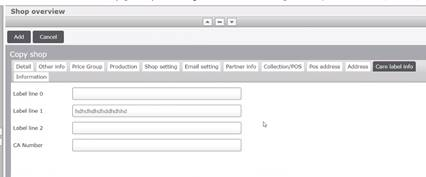 Shop overview
Add Cancel
Copy shop
Detail Other info Price Group Production Shop setting Email setting Partner info Collection/POS Pos address Address Care label info
Information
Label line 0
Label line 1
Label line 2
CA Number